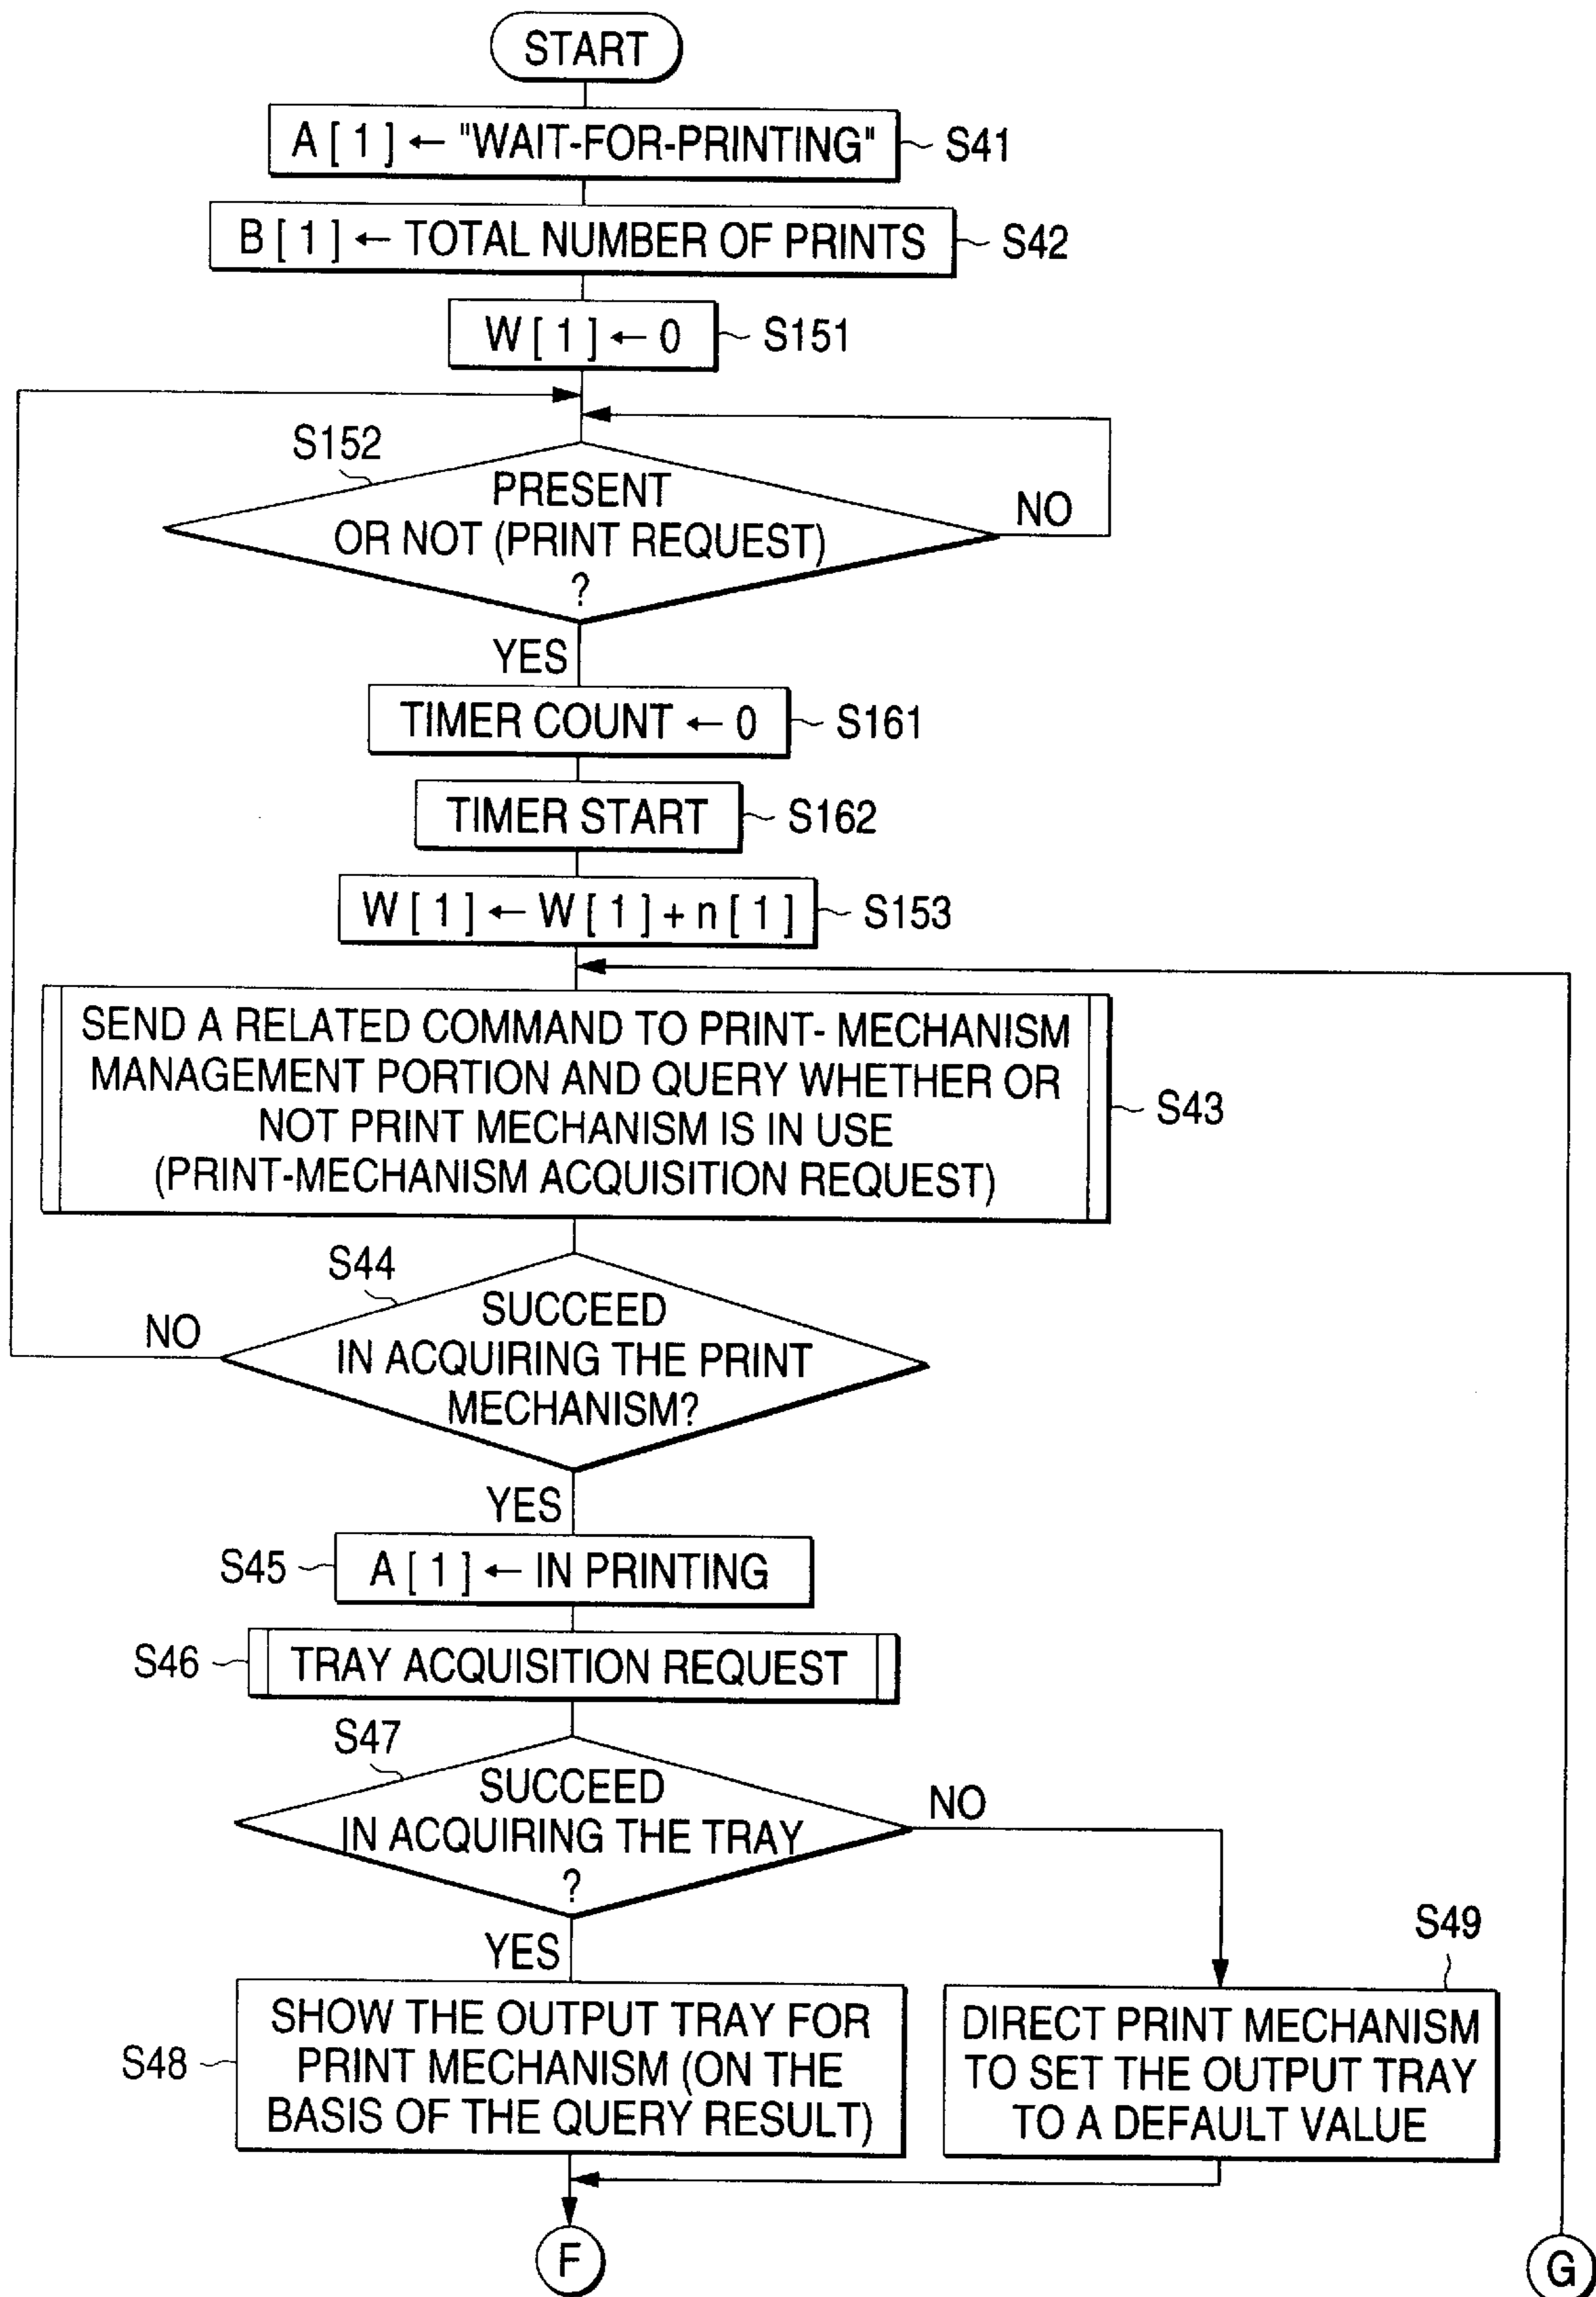 START
A [ 1 ] ← "WAIT-FOR-PRINTING"
S41
B [ 1 ] ← TOTAL NUMBER OF PRINTS
S42
W [ 1 ] ← 0
S151
S152
PRESENT
OR NOT (PRINT REQUEST)
?
NO
YES
TIMER COUNT ← 0
S161
TIMER START
S162
W [ 1 ] ← W [ 1 ] + n [ 1 ]
S153
SEND A RELATED COMMAND TO PRINT- MECHANISM
MANAGEMENT PORTION AND QUERY WHETHER OR
NOT PRINT MECHANISM IS IN USE
(PRINT-MECHANISM ACQUISITION REQUEST)
S43
S44
SUCCEED
IN ACQUIRING THE PRINT
MECHANISM?
NO
YES
S45
A [ 1 ] ← IN PRINTING
S46
TRAY ACQUISITION REQUEST
S47
SUCCEED
IN ACQUIRING THE TRAY
?
NO
YES
S48
SHOW THE OUTPUT TRAY FOR
PRINT MECHANISM (ON THE
BASIS OF THE QUERY RESULT)
S49
DIRECT PRINT MECHANISM
TO SET THE OUTPUT TRAY
TO A DEFAULT VALUE
F
G